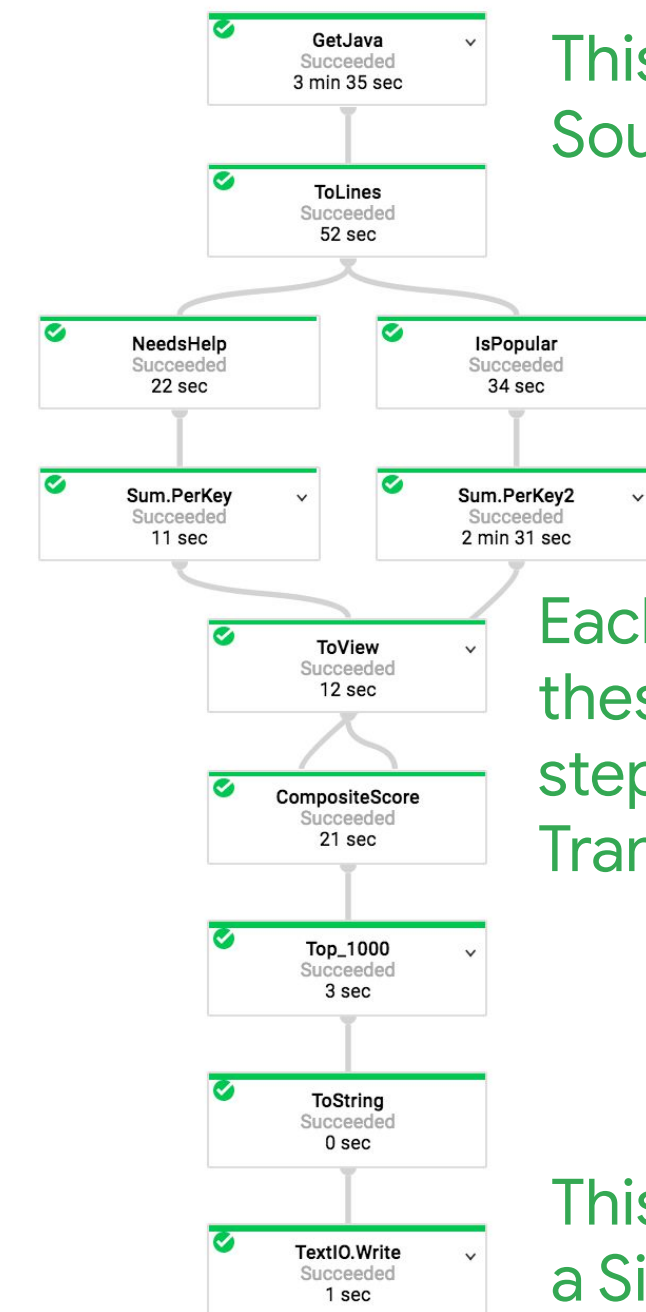 GetJava
Succeeded
3 min 35 sec
This
Sou
ToLines
Succeeded
52 sec
NeedsHelp
Succeeded
22 sec
IsPopular
Succeeded
34 sec
Sum.PerKey
Succeeded
11 sec
Sum.PerKey2
Succeeded
2 min 31 sec
ToView
Succeeded
12 sec
Each
these
step
Tran
CompositeScore
Succeeded
21 sec
Top_1000
Succeeded
3 sec
ToString
Succeeded
0 sec
This
a Si
TextIO.Write
Succeeded
1 sec